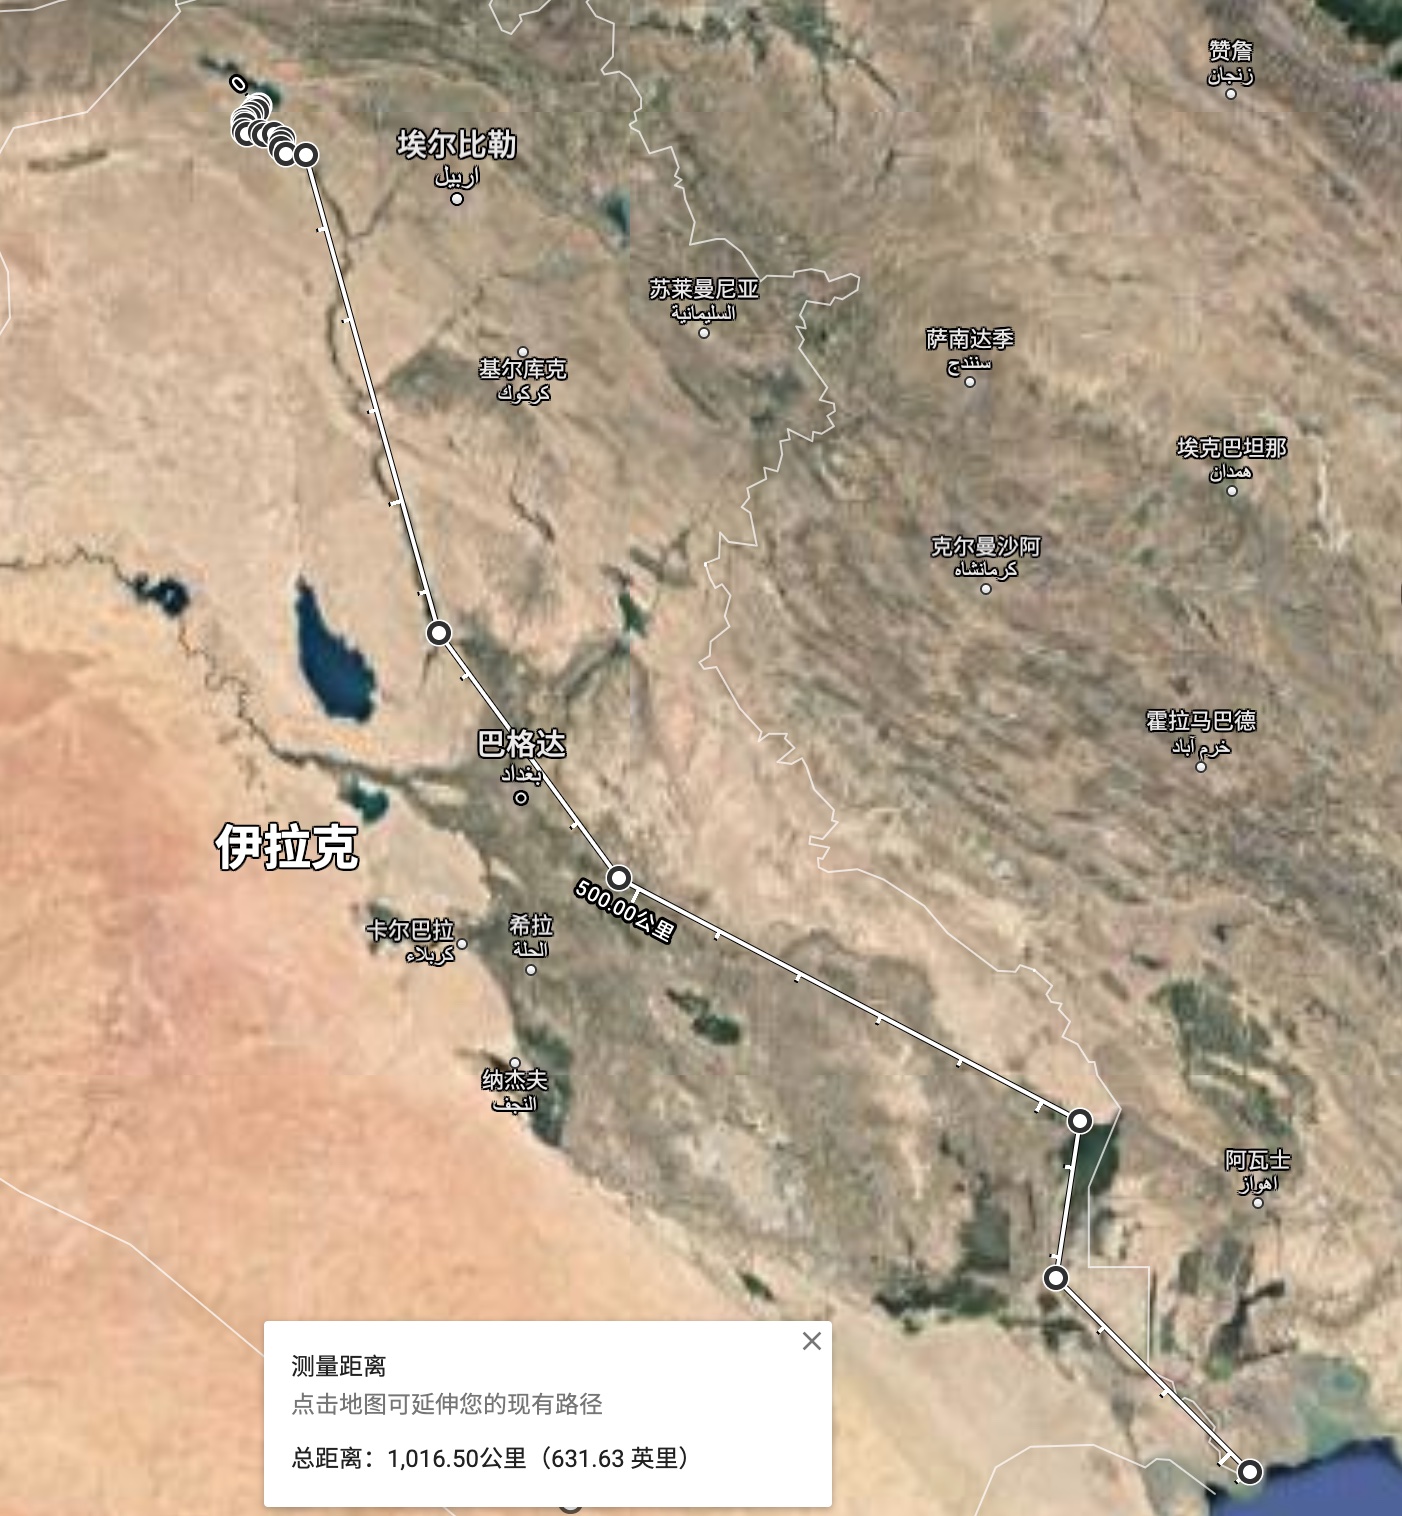 赞詹
زنجان
0
埃尔比勒
اربيل
苏莱曼尼亚
السليمانية
萨南达季
سنندج
基尔库克
كركوك
埃克巴坦那
همدان
克尔曼沙阿
کرمانشاه
霍拉马巴德
خرم آباد
巴格达
بغداد
伊拉克
500.00公里
卡尔巴拉
كربلاء
希拉
الحلة
纳杰夫
النجف
阿瓦士
اهواز
测量距离
点击地图可延伸您的现有路径
总距离：1,016.50公里（631.63 英里）